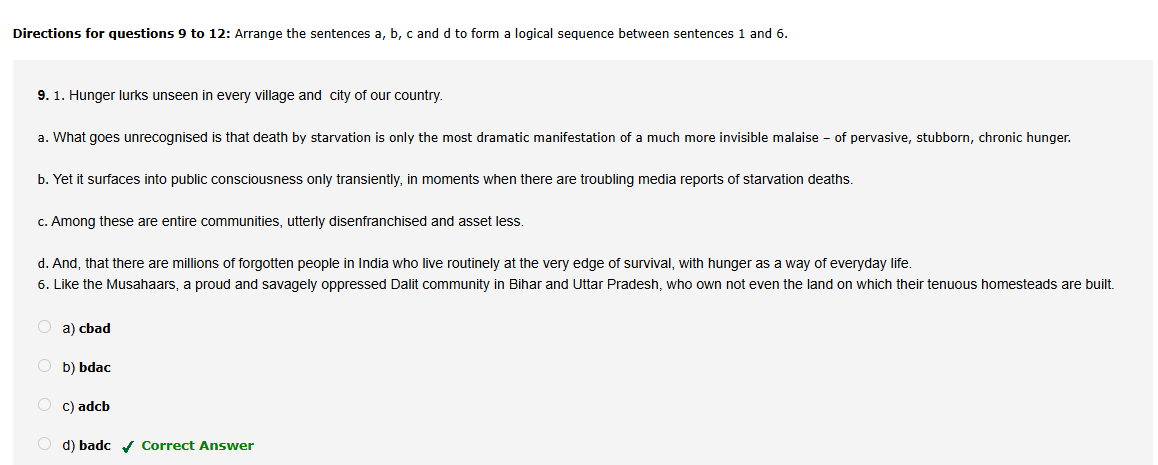 Directions for questions 9 to 12: Arrange the sentences a, b, c and d to form a logical sequence between sentences 1 and 6.
9. 1. Hunger lurks unseen in every village and  city of our country.
a. What goes unrecognised is that death by starvation is only the most dramatic manifestation of a much more invisible malaise – of pervasive, stubborn, chronic hunger.
b. Yet it surfaces into public consciousness only transiently, in moments when there are troubling media reports of starvation deaths.
c. Among these are entire communities, utterly disenfranchised and asset less.
d. And, that there are millions of forgotten people in India who live routinely at the very edge of survival, with hunger as a way of everyday life.
6. Like the Musahaars, a proud and savagely oppressed Dalit community in Bihar and Uttar Pradesh, who own not even the land on which their tenuous homesteads are built.
a) cbad
b) bdac
c) adcb
d) badc ✓ Correct Answer